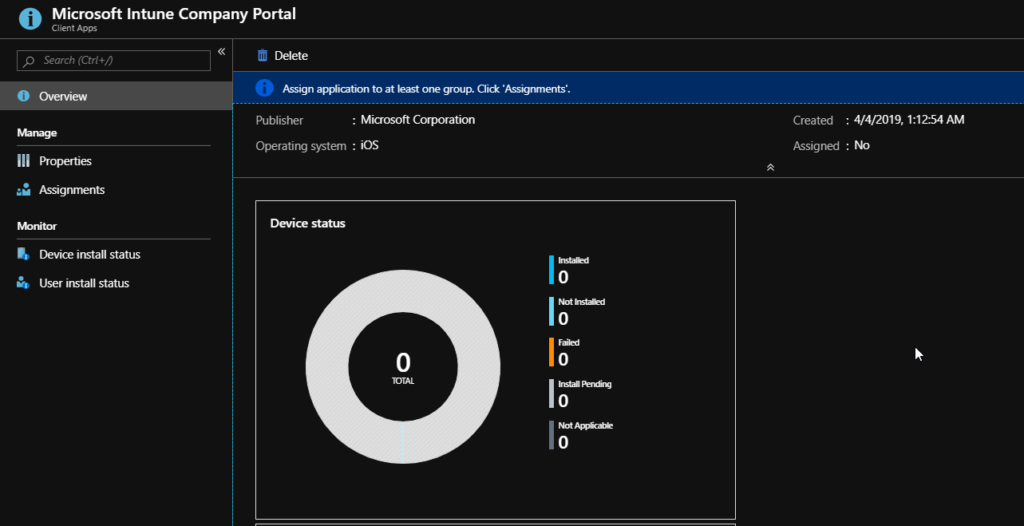 Microsoft Intune Company Portal
Client Apps
Search (Ctrl+/)
«
Overview
Manage
Properties
Assignments
Monitor
Device install status
User install status
Delete
Assign application to at least one group. Click 'Assignments'.
Publisher : Microsoft Corporation
Operating system : iOS
Created : 4/4/2019, 1:12:54 AM
Assigned : No
Device status
0
TOTAL
Installed
0
Not Installed
0
Failed
0
Install Pending
0
Not Applicable
0